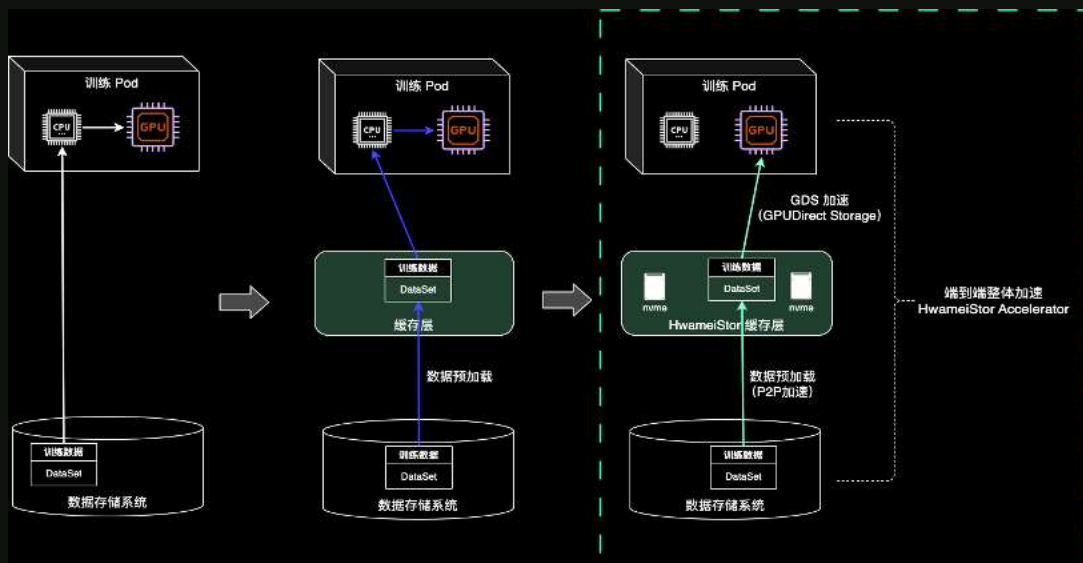 训练 Pod
CPU
GPU
训练数据
DataSet
数据存储系统
训练 Pod
CPU
GPU
训练数据
DataSet
缓存层
数据预加载
训练数据
DataSet
数据存储系统
训练 Pod
CPU
GPU
GDS 加速
(GPUDirect Storage)
训练数据
DataSet
nvme
nvme
HwameiStor 缓存层
数据预加载
(P2P加速)
训练数据
DataSet
数据存储系统
端到端整体加速
HwameiStor Accelerator